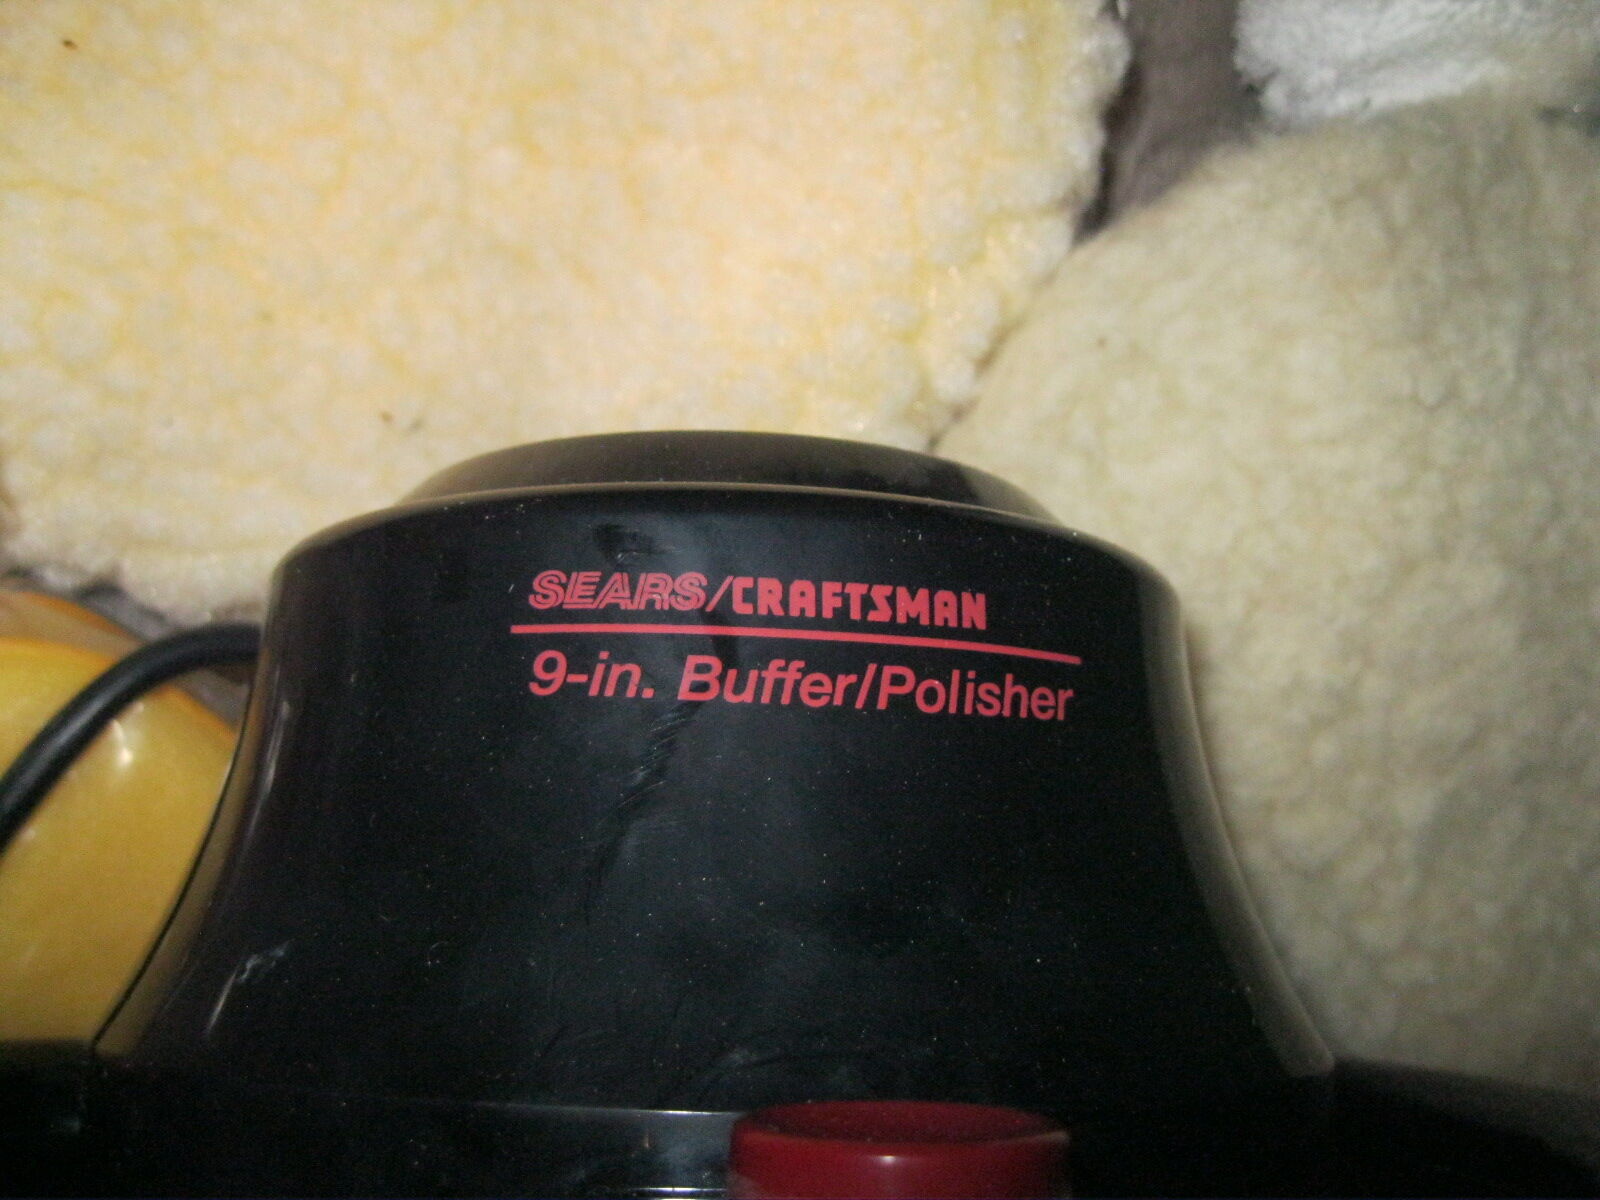 SEARS/CRAFTSMAN
9-in. Buffer/Polisher